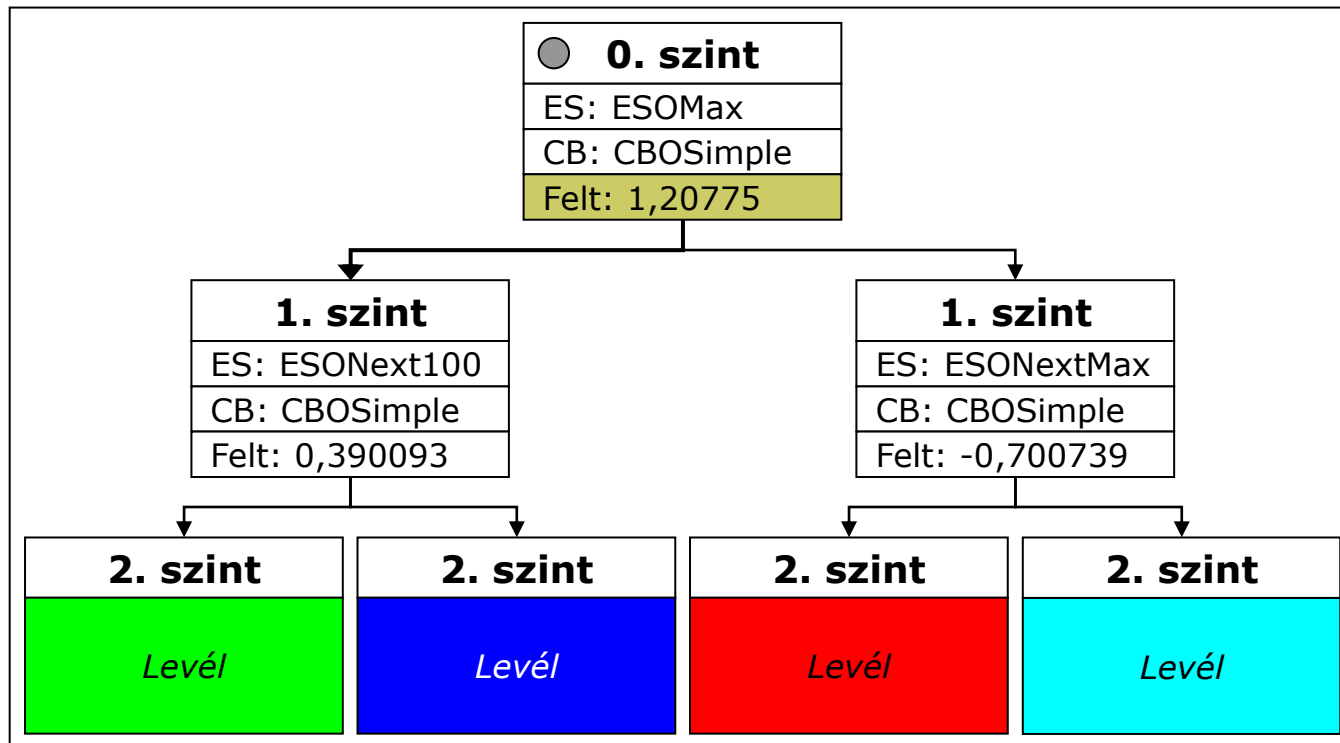 0. szint
ES: ESOMax
CB: CBOSimple
Felt: 1,20775
1. szint
ES: ESONext100
CB: CBOSimple
Felt: 0,390093
1. szint
ES: ESONextMax
CB: CBOSimple
Felt: -0,700739
2. szint
Levél
2. szint
Levél
2. szint
Levél
2. szint
Levél